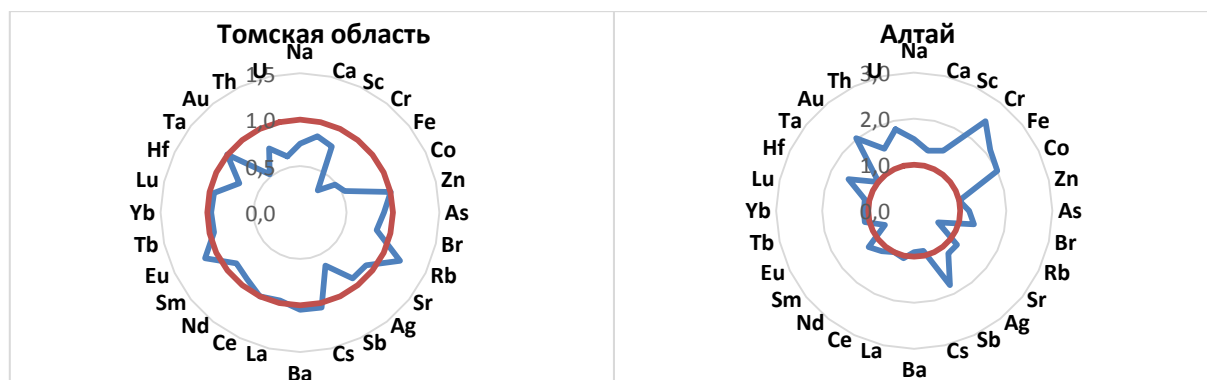 Томская область
Na
Ca
Sc
Cr
Fe
Co
Zn
As
Br
Rb
Sr
Ag
Sb
Cs
Ba
La
Ce
Nd
Sm
Eu
Tb
Yb
Lu
Hf
Ta
Au
Th
U
1,5
1,0
0,5
0,0
Алтай
Na
Ca
Sc
Cr
Fe
Co
Zn
As
Br
Rb
Sr
Ag
Sb
Cs
Ba
La
Ce
Nd
Sm
Eu
Tb
Yb
Lu
Hf
Ta
Au
Th
U
3,0
2,0
1,0
0,0